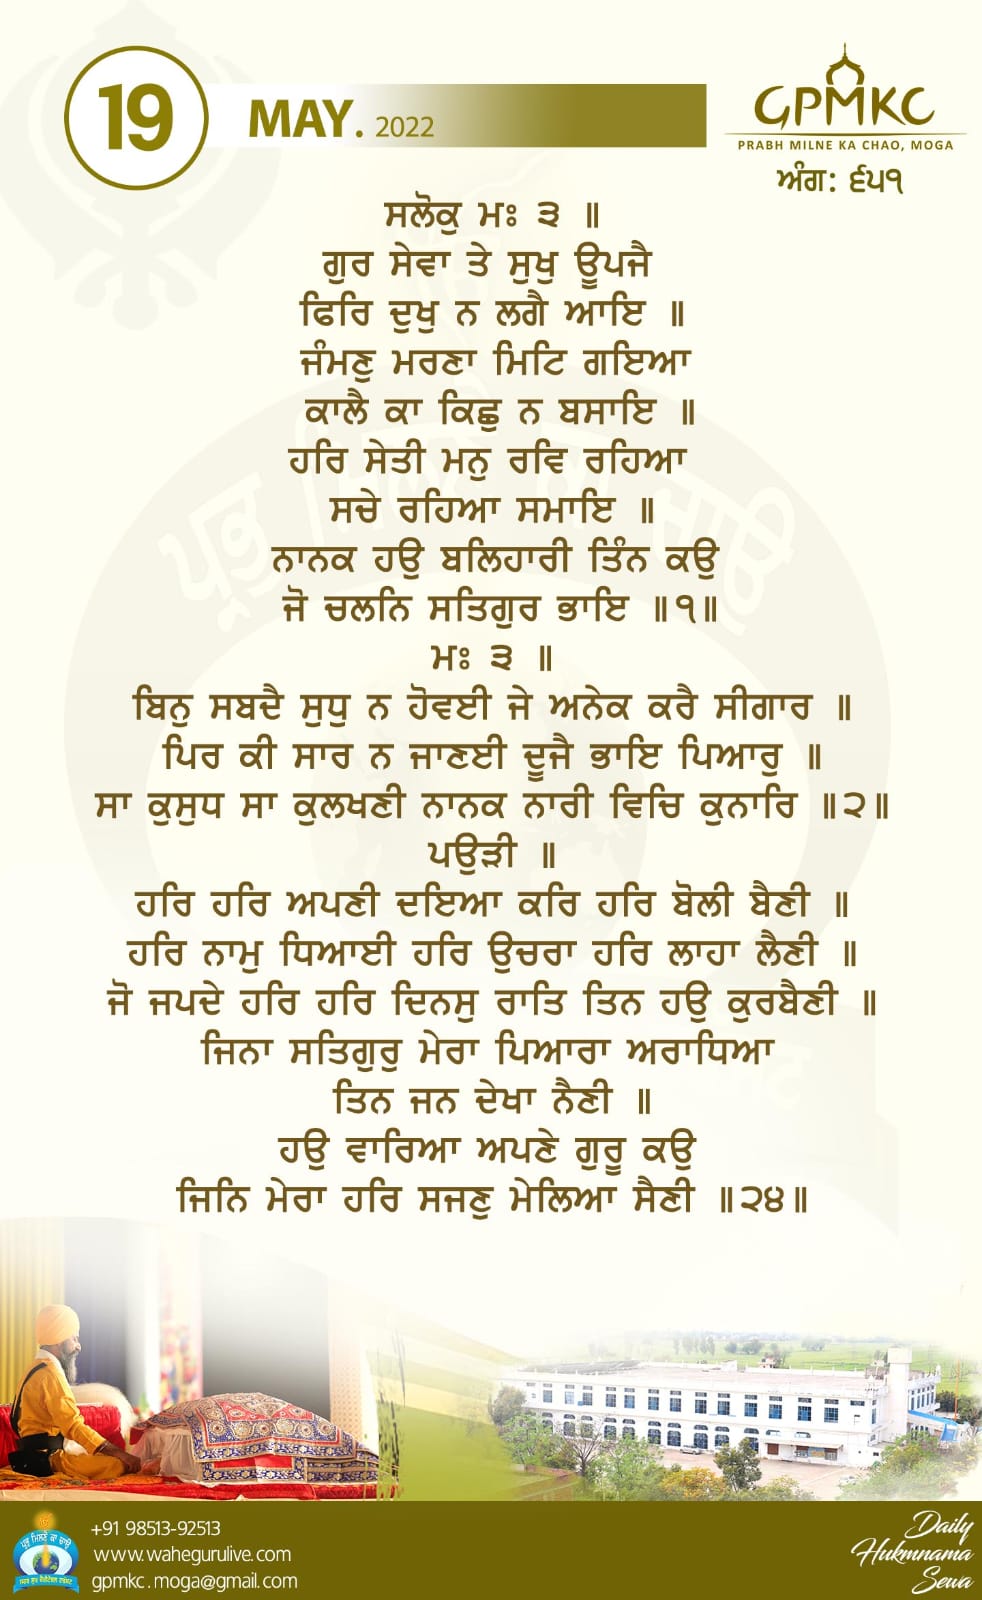 19
MAY. 2022
GPMKC
PRABH MILNE KA CHAO, MOGA
ਅੰਗ: ੬੫੧
ਸਲੋਕੁ ਮਃ ੩ ॥
ਗੁਰ ਸੇਵਾ ਤੇ ਸੁਖੁ ਊਪਜੈ
ਫਿਰਿ ਦੁਖੁ ਨ ਲਗੈ ਆਇ ॥
ਜੰਮਣੁ ਮਰਣਾ ਮਿਟਿ ਗਇਆ
ਕਾਲੈ ਕਾ ਕਿਛੁ ਨ ਬਸਾਇ ॥
ਹਰਿ ਸੇਤੀ ਮਨੁ ਰਵਿ ਰਹਿਆ
ਸਚੇ ਰਹਿਆ ਸਮਾਇ ॥
ਨਾਨਕ ਹਉ ਬਲਿਹਾਰੀ ਤਿੰਨ ਕਉ
ਜੋ ਚਲਨਿ ਸਤਿਗੁਰ ਭਾਇ ॥੧॥
ਮਃ ੩ ॥
ਬਿਨੁ ਸਬਦੈ ਸੁਧੁ ਨ ਹੋਵਈ ਜੇ ਅਨੇਕ ਕਰੈ ਸੀਗਾਰ ॥
ਪਿਰ ਕੀ ਸਾਰ ਨ ਜਾਣਈ ਦੂਜੈ ਭਾਇ ਪਿਆਰੁ ॥
ਸਾ ਕੁਸੁਧ ਸਾ ਕੁਲਖਣੀ ਨਾਨਕ ਨਾਰੀ ਵਿਚਿ ਕੁਨਾਰਿ ॥੨॥
ਪਉੜੀ ॥
ਹਰਿ ਹਰਿ ਅਪਣੀ ਦਇਆ ਕਰਿ ਹਰਿ ਬੋਲੀ ਬੈਣੀ ॥
ਹਰਿ ਨਾਮੁ ਧਿਆਈ ਹਰਿ ਉਚਰਾ ਹਰਿ ਲਾਹਾ ਲੈਣੀ ॥
ਜੋ ਜਪਦੇ ਹਰਿ ਹਰਿ ਦਿਨਸੁ ਰਾਤਿ ਤਿਨ ਹਉ ਕੁਰਬੈਣੀ ॥
ਜਿਨਾ ਸਤਿਗੁਰੁ ਮੇਰਾ ਪਿਆਰਾ ਅਰਾਧਿਆ
ਤਿਨ ਜਨ ਦੇਖਾ ਨੈਣੀ ॥
ਹਉ ਵਾਰਿਆ ਅਪਣੇ ਗੁਰੂ ਕਉ
ਜਿਨਿ ਮੇਰਾ ਹਰਿ ਸਜਣੁ ਮੇਲਿਆ ਸੈਣੀ ॥੨੪॥
ਪ੍ਰਭੂ ਮਿਲਣੇ ਕਾ ਚਾਉ
+91 98513-92513
www.wahegurulive.com
gpmkc.moga@gmail.com
Daily
Hukmnama
Sewa